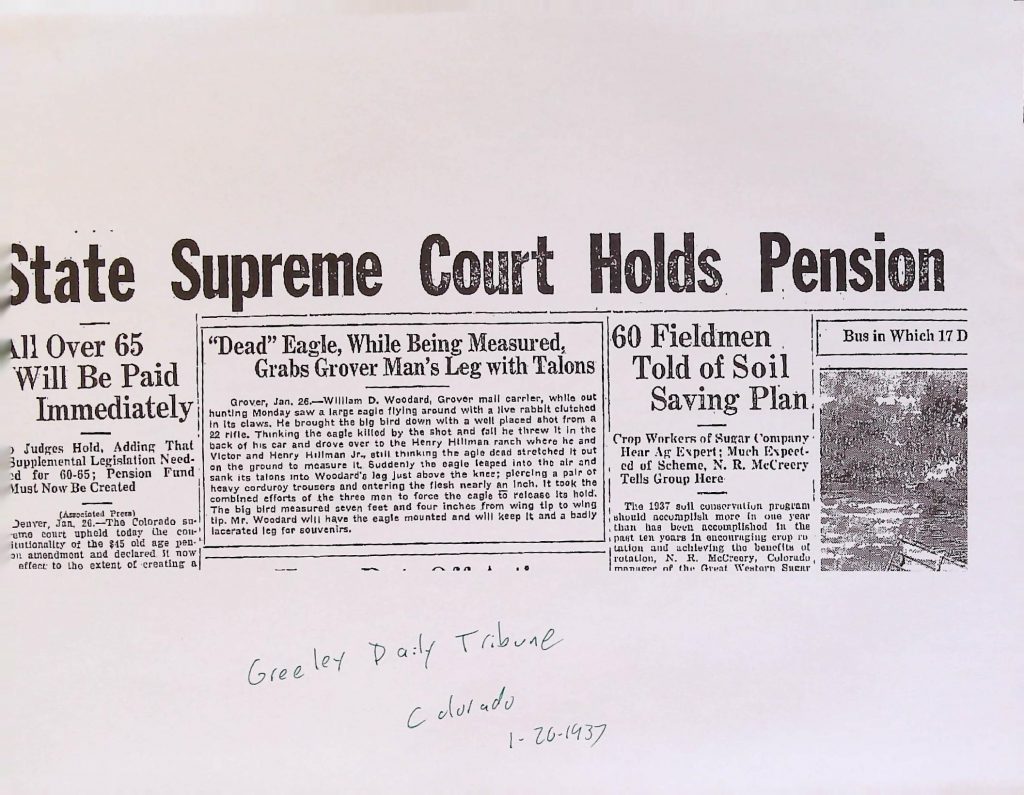 State Supreme Court Holds Pension
All Over 65
Will Be Paid
Immediately
Judges Hold, Adding That
Supplemental Legislation Need-
ed for 60-65; Pension Fund
Must Now Be Created
(Associated Press)
Denver, Jan. 26.—The Colorado su-
eme court upheld today the con-
itutionality of the $45 old age pen-
on amendment and declared it now
effect to the extent of creating a
"Dead" Eagle, While Being Measured,
Grabs Grover Man's Leg with Talons
Grover, Jan. 26.—William D. Woodard, Grover mail carrier, while out
hunting Monday saw a large eagle flying around with a live rabbit clutched
in its claws. He brought the big bird down with a well placed shot from a
22 rifle. Thinking the eagle killed by the shot and fall he threw it in the
back of his car and drove over to the Henry Hillman ranch where he and
Victor and Henry Hillman Jr., still thinking the agle dead stretched it out
on the ground to measure it. Suddenly the eagle leaped into the air and
sank its talons into Woodard's leg just above the knee; piercing a pair of
heavy corduroy trousers and entering the flesh nearly an inch. It took the
combined efforts of the three men to force the eagle to release its hold.
The big bird measured seven feet and four inches from wing tip to wing
tip. Mr. Woodard will have the eagle mounted and will keep it and a badly
lacerated leg for souvenirs.
60 Fieldmen
Told of Soil
Saving Plan
Crop Workers of Sugar Company
Hear Ag Expert; Much Expect-
ed of Scheme, N. R. McCreery
Tells Group Here
The 1937 soil conservation program
should accomplish more in one year
than has been accomplished in the
past ten years in encouraging crop ro
tation and achieving the benefits of
rotation, N. R. McCreery, Colorado
manager of the Great Western Sugar
Bus in Which 17 D
Greeley Daily Tribune
Colorado
1-26-1937